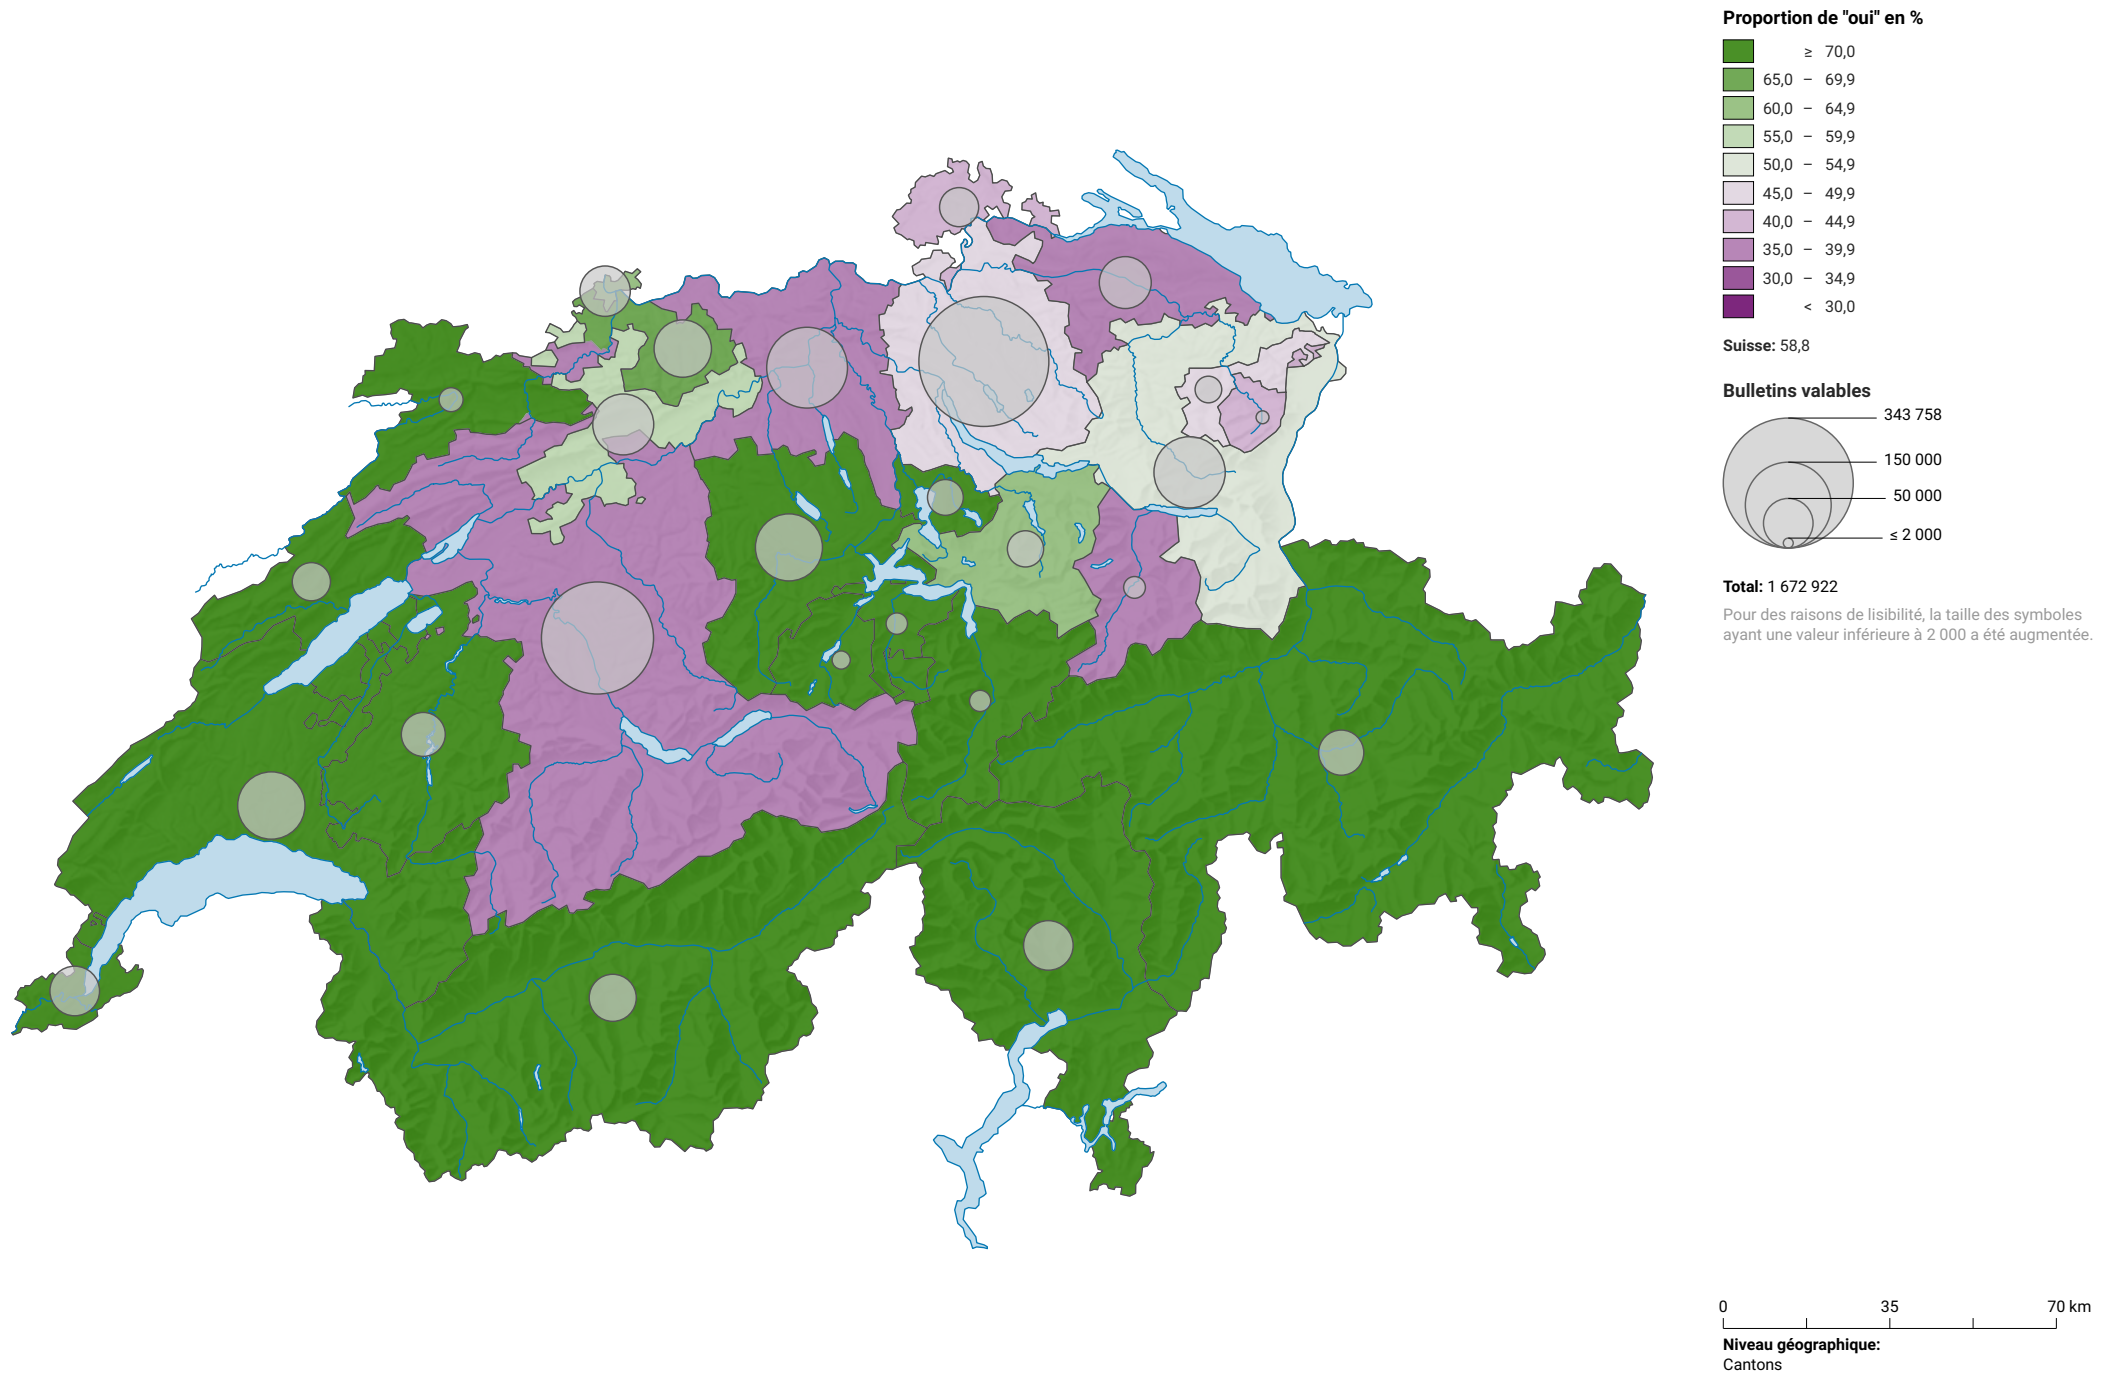 Proportion de "oui" en %
≥ 70,0
65,0 – 69,9
60,0 – 64,9
55,0 – 59,9
50,0 – 54,9
45,0 – 49,9
40,0 – 44,9
35,0 – 39,9
30,0 – 34,9
< 30,0
Suisse: 58,8
Bulletins valables
343 758
150 000
50 000
≤ 2 000
Total: 1 672 922
Pour des raisons de lisibilité, la taille des symboles
ayant une valeur inférieure à 2 000 a été augmentée.
0 35 70 km
Niveau géographique:
Cantons